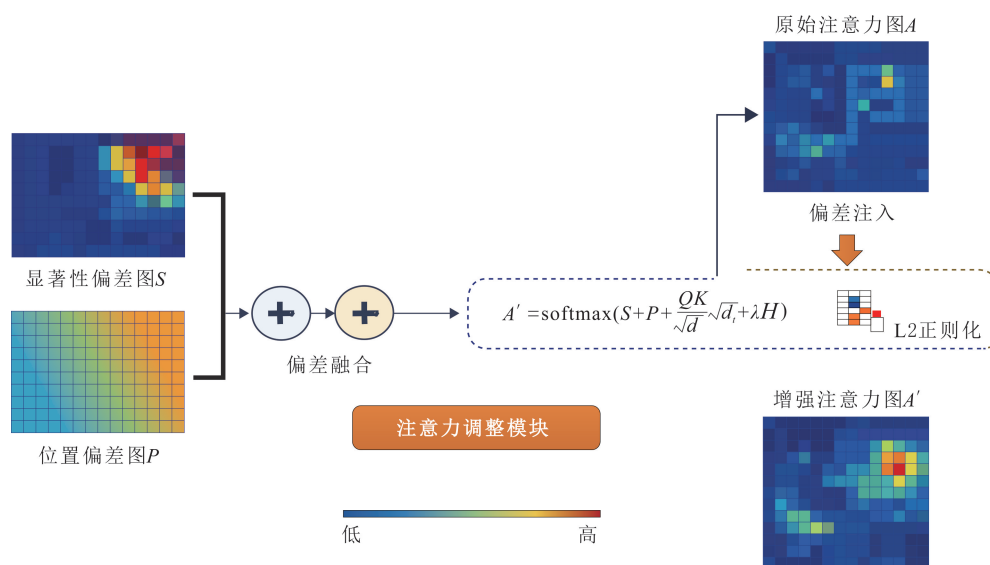 原始注意力图A
偏差注入
显著性偏差图S
A′=softmax(S+P+QK/√d √dₜ+λH)
L2正则化
偏差融合
增强注意力图A′
注意力调整模块
位置偏差图P
低
高